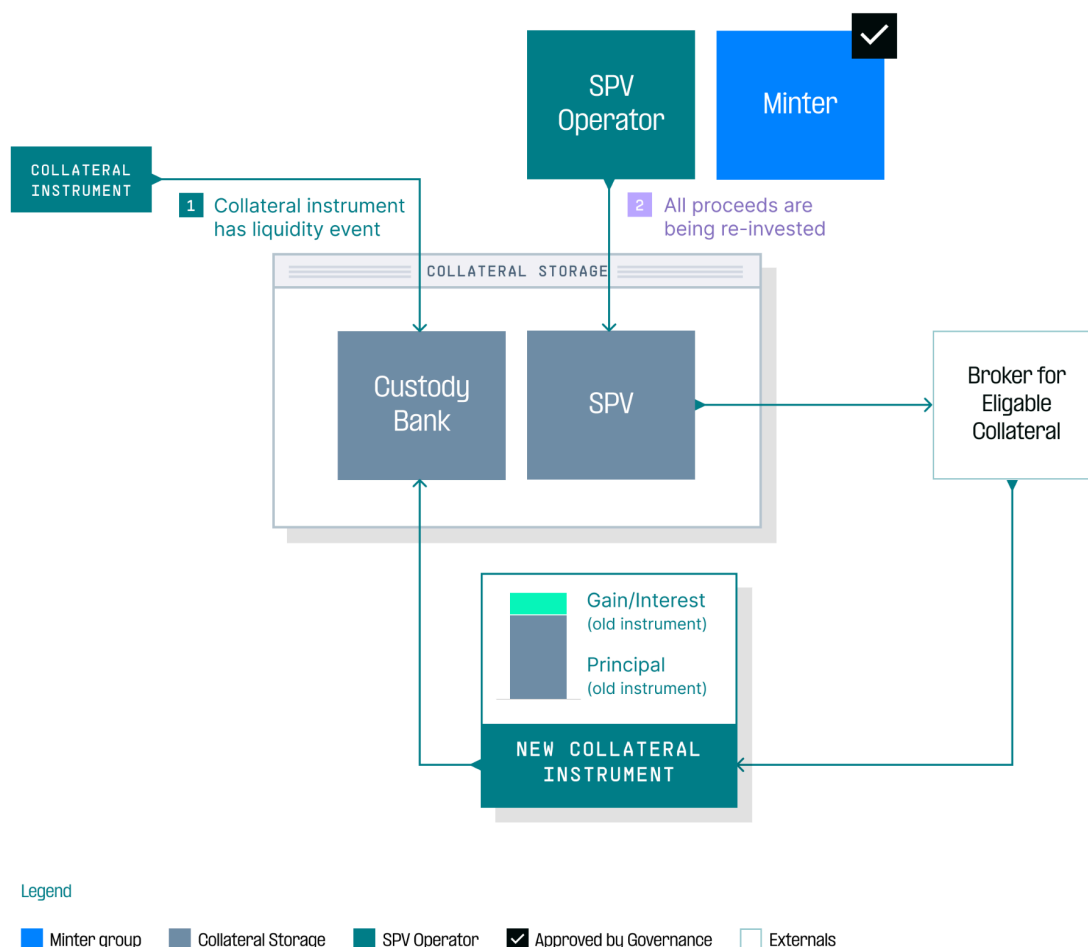 SPV
Operator
Minter
COLLATERAL
INSTRUMENT
1 Collateral instrument
has liquidity event
2 All proceeds are
being re-invested
COLLATERAL STORAGE
Custody
Bank
SPV
Broker for
Eligable
Collateral
Gain/Interest
(old instrument)
Principal
(old instrument)
NEW COLLATERAL
INSTRUMENT
Legend
Minter group
Collateral Storage
SPV Operator
Approved by Governance
Externals